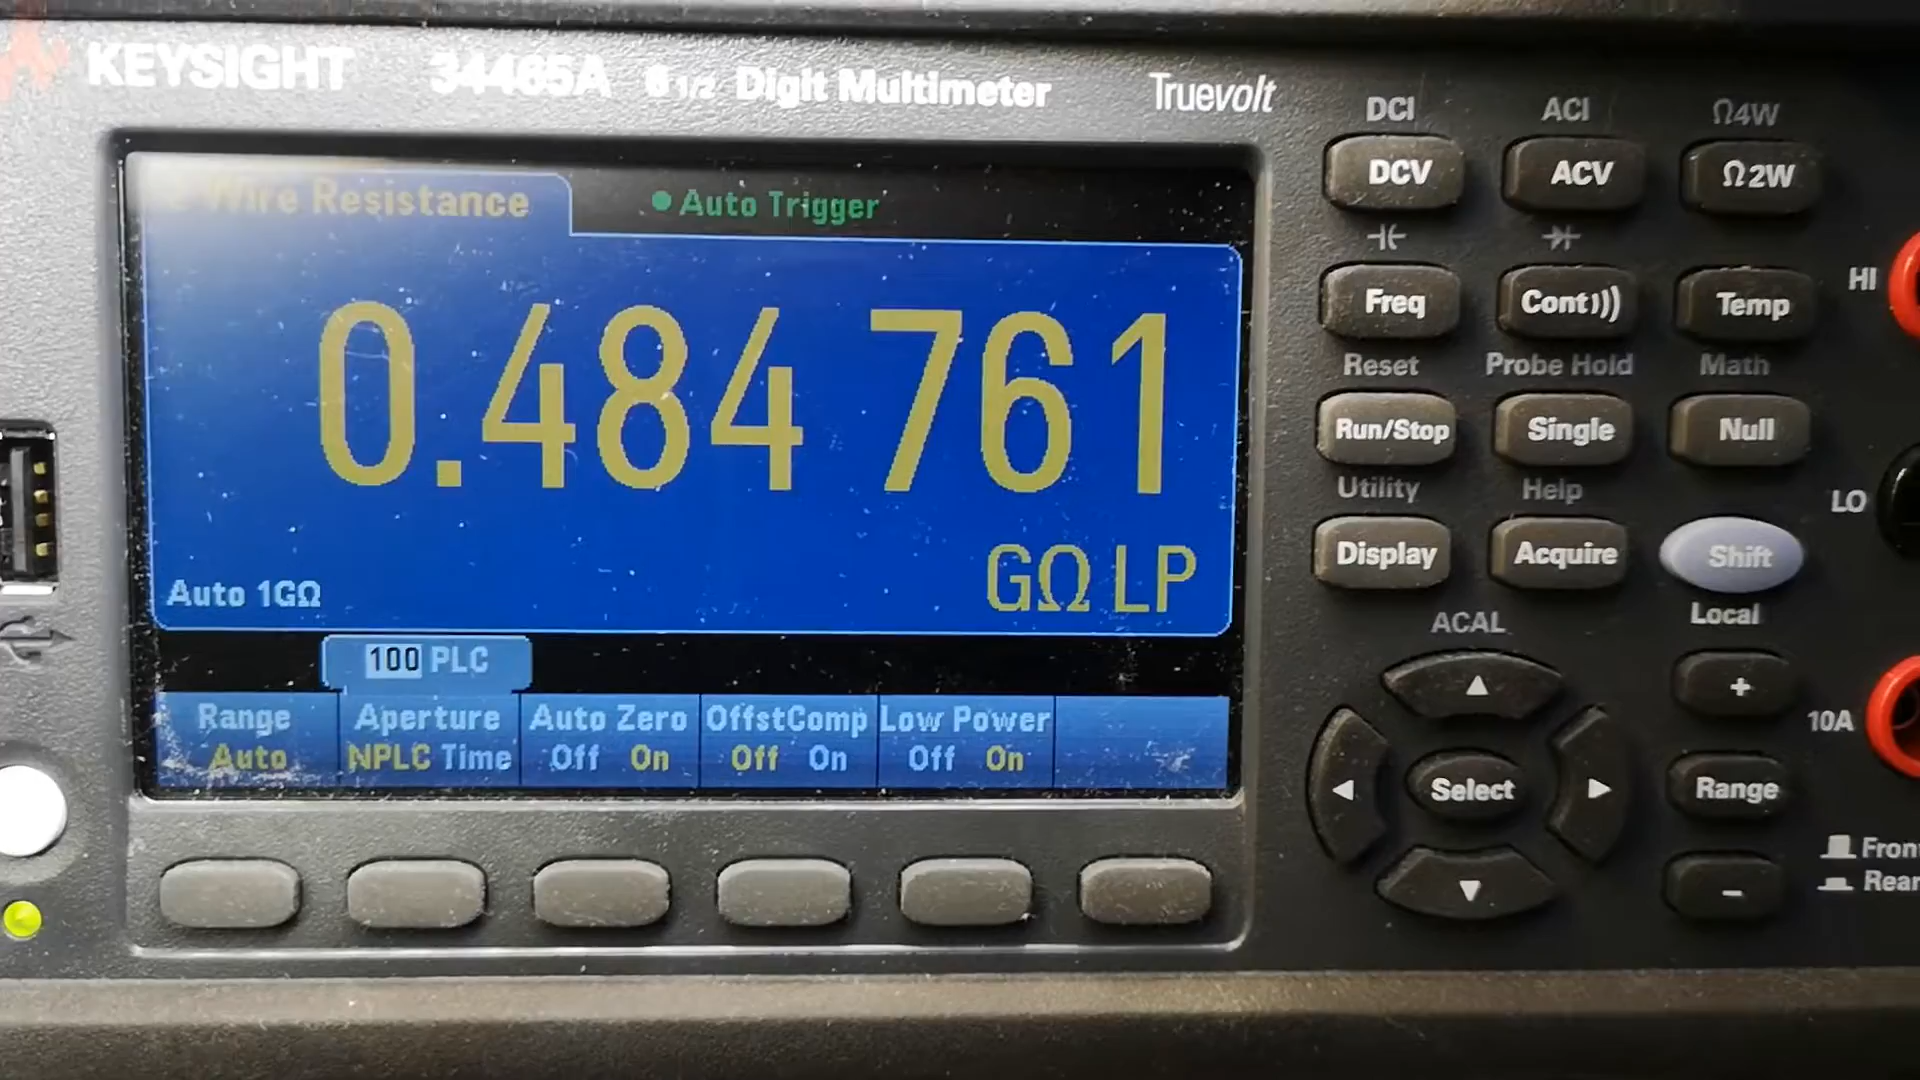 KEYSIGHT 34465A 6 1/2 Digit Multimeter Truevolt
Wire Resistance
Auto Trigger
0.484 761
GΩ LP
Auto 1GΩ
100 PLC
Range Aperture Auto Zero OffstComp Low Power
Auto NPLC Time Off On Off On Off On
DCI ACI Ω4W
DCV ACV Ω2W
Freq Cont))) Temp
Reset Probe Hold Math
Run/Stop Single Null
Utility Help
Display Acquire Shift
Local
ACAL
+
Select Range
-
HI
LO
10A
Front
Rear